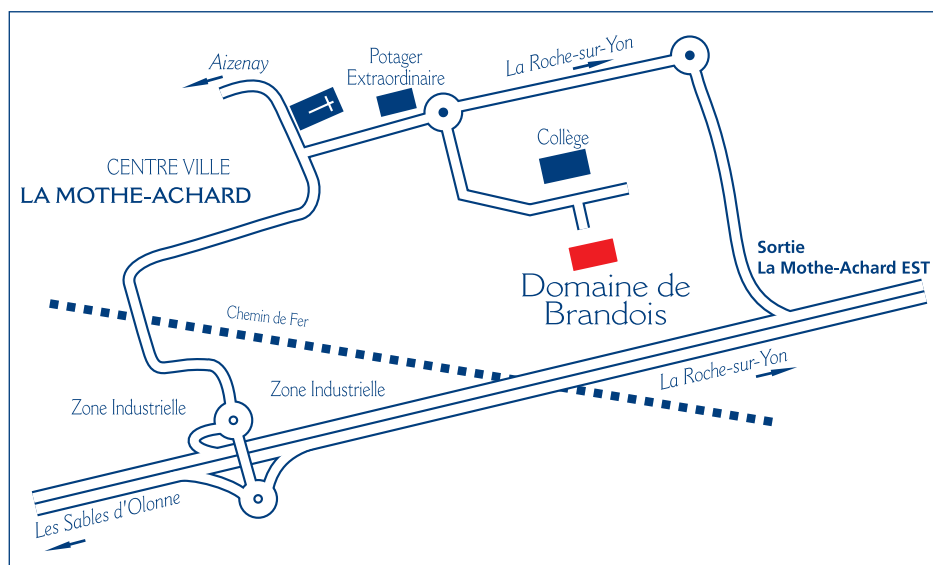 Aizenay
Potager
Extraordinaire
La Roche-sur-Yon
Collège
CENTRE VILLE
LA MOTHE-ACHARD
Sortie
La Mothe-Achard EST
Domaine de
Brandois
Chemin de Fer
La Roche-sur-Yon
Zone Industrielle
Zone Industrielle
Les Sables d'Olonne